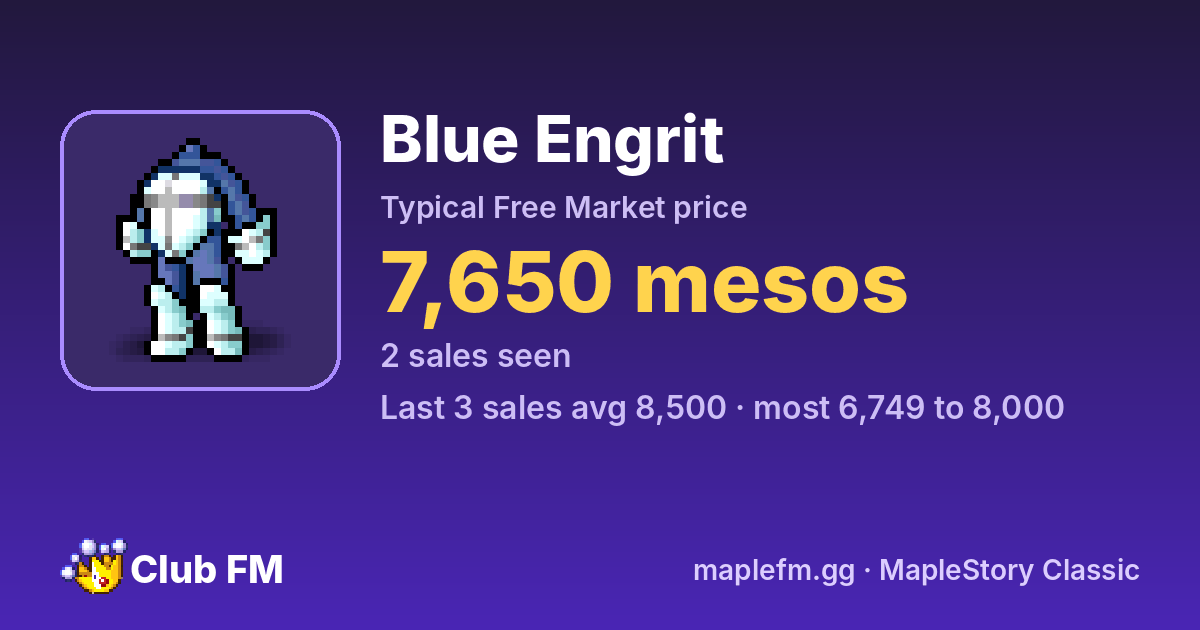 Blue Engrit
Typical Free Market price
7,650 mesos
2 sales seen
Last 3 sales avg 8,500 · most 6,749 to 8,000
Club FM
maplefm.gg · MapleStory Classic